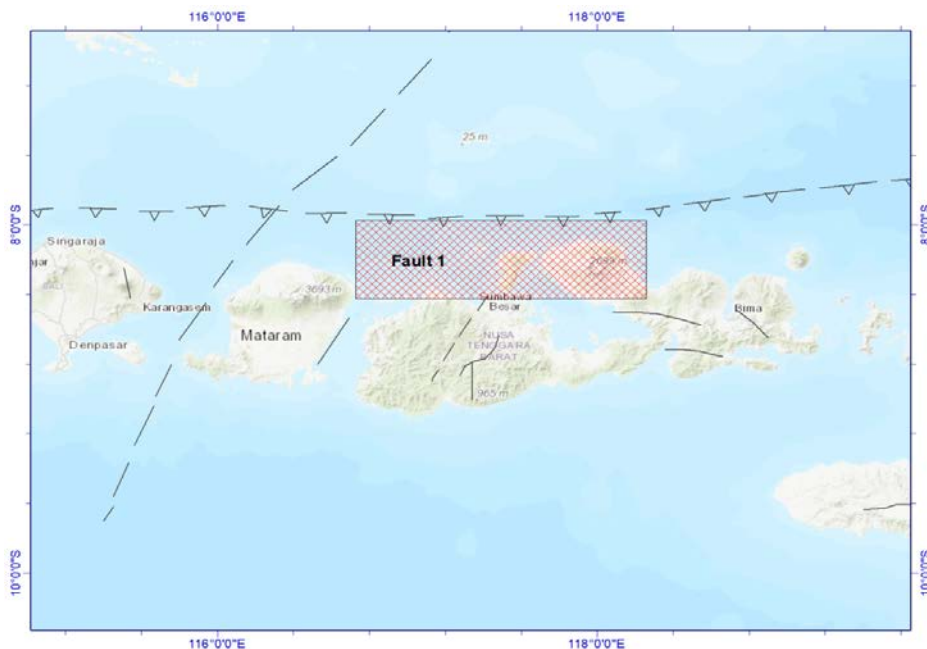 116°0'0"E 118°0'0"E
25 m
8°0'0"S 8°0'0"S
Singaraja
BALI
Karangasem
Denpasar
3693 m
Mataram
Fault 1
Sumbawa
Besar
NUSA
TENGGARA
BARAT
965 m
Bima
10°0'0"S 10°0'0"S
116°0'0"E 118°0'0"E